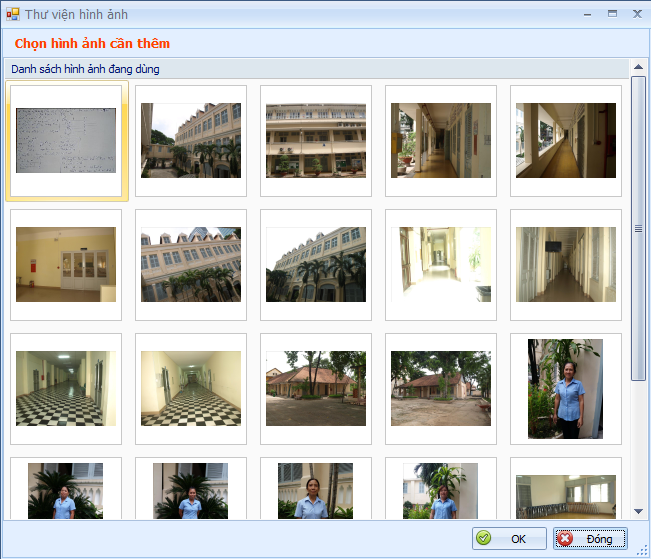 Thư viện hình ảnh
Chọn hình ảnh cần thêm
Danh sách hình ảnh đang dùng
OK
Đóng